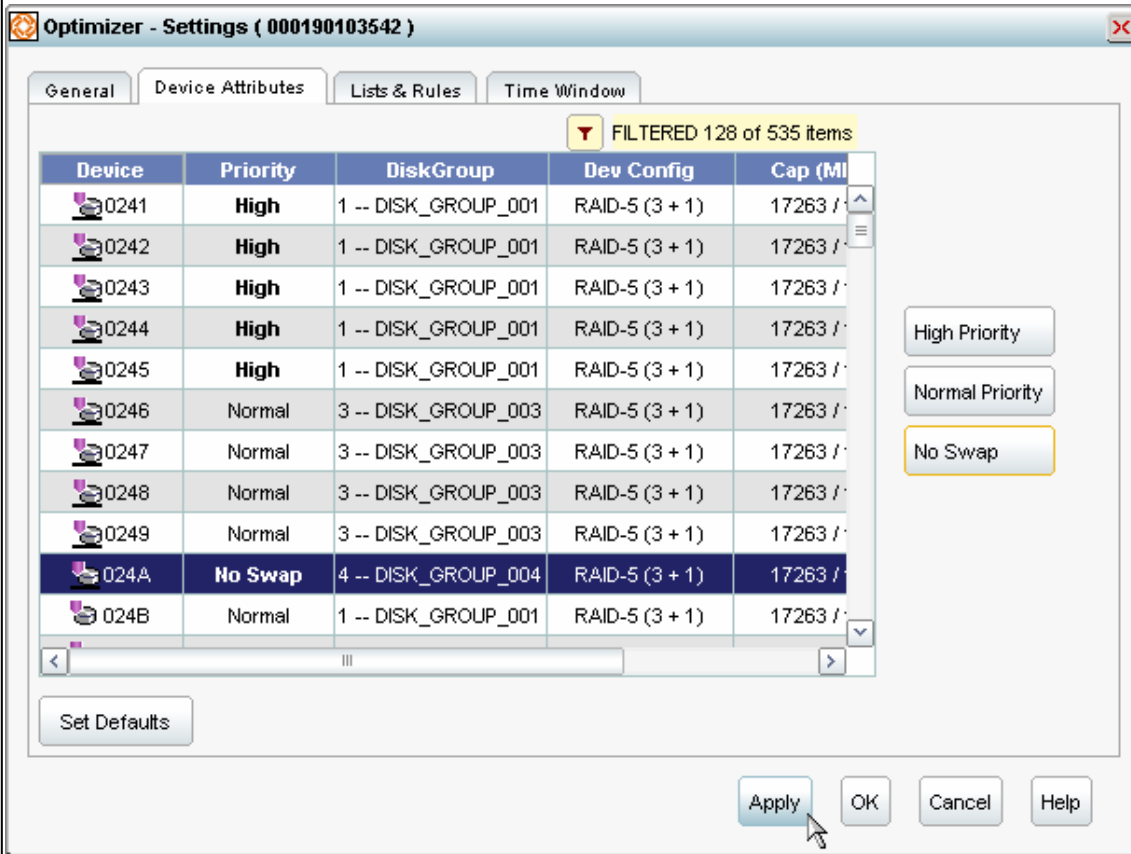 Optimizer - Settings ( 000190103542 )
General Device Attributes Lists & Rules Time Window
FILTERED 128 of 535 items
Device Priority DiskGroup Dev Config Cap (MI
0241 High 1 -- DISK_GROUP_001 RAID-5 (3 + 1) 17263 /
0242 High 1 -- DISK_GROUP_001 RAID-5 (3 + 1) 17263 /
0243 High 1 -- DISK_GROUP_001 RAID-5 (3 + 1) 17263 /
0244 High 1 -- DISK_GROUP_001 RAID-5 (3 + 1) 17263 /
High Priority
0245 High 1 -- DISK_GROUP_001 RAID-5 (3 + 1) 17263 /
0246 Normal 3 -- DISK_GROUP_003 RAID-5 (3 + 1) 17263 /
Normal Priority
0247 Normal 3 -- DISK_GROUP_003 RAID-5 (3 + 1) 17263 /
No Swap
0248 Normal 3 -- DISK_GROUP_003 RAID-5 (3 + 1) 17263 /
0249 Normal 3 -- DISK_GROUP_003 RAID-5 (3 + 1) 17263 /
024A No Swap 4 -- DISK_GROUP_004 RAID-5 (3 + 1) 17263 /
024B Normal 1 -- DISK_GROUP_001 RAID-5 (3 + 1) 17263 /
Set Defaults
Apply OK Cancel Help